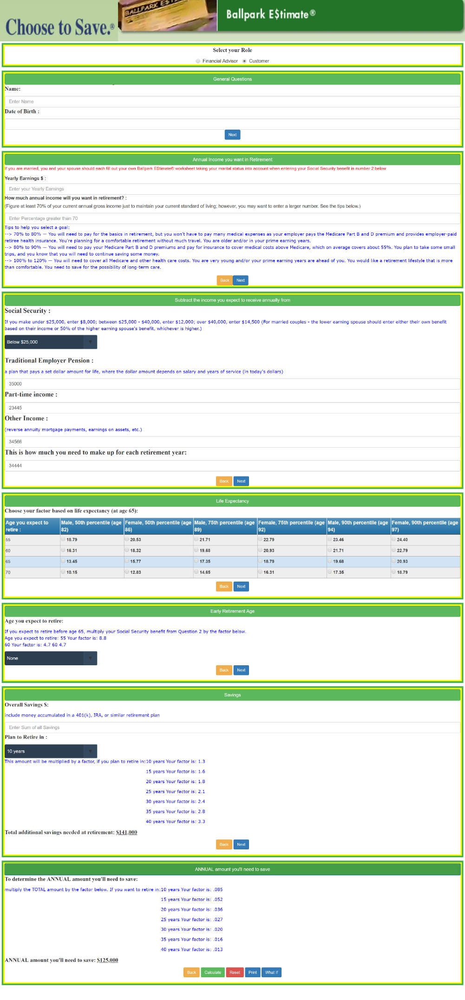 Choose to Save.®
BALLPARK E$
Ballpark E$timate®
Select your Role
Financial Advisor Customer
General Questions
Name:
Enter Name
Date of Birth :
Next
Annual Income you want in Retirement
If you are married, you and your spouse should each fill out your own Ballpark E$timate® worksheet taking your marital status into account when entering your Social Security benefit in number 2 below.
Yearly Earnings $ :
Enter your Yearly Earnings
How much annual income will you want in retirement? :
(Figure at least 70% of your current annual gross income just to maintain your current standard of living; however, you may want to enter a larger number. See the tips below.)
Enter Percentage greater than 70
Tips to help you select a goal:
--> 70% to 80% — You will need to pay for the basics in retirement, but you won't have to pay many medical expenses as your employer pays the Medicare Part B and D premium and provides employer-paid
retiree health insurance. You're planning for a comfortable retirement without much travel. You are older and/or in your prime earning years.
--> 80% to 90% — You will need to pay your Medicare Part B and D premiums and pay for insurance to cover medical costs above Medicare, which on average covers about 55%. You plan to take some small
trips, and you know that you will need to continue saving some money.
--> 100% to 120% — You will need to cover all Medicare and other health care costs. You are very young and/or your prime earning years are ahead of you. You would like a retirement lifestyle that is more
than comfortable. You need to save for the possibility of long-term care.
Back Next
Subtract the income you expect to receive annually from
Social Security :
If you make under $25,000, enter $8,000; between $25,000 - $40,000, enter $12,000; over $40,000, enter $14,500 (For married couples - the lower earning spouse should enter either their own benefit
based on their income or 50% of the higher earning spouse's benefit, whichever is higher.)
Below $25,000
Traditional Employer Pension :
a plan that pays a set dollar amount for life, where the dollar amount depends on salary and years of service (in today's dollars)
35000
Part-time income :
23445
Other Income :
(reverse annuity mortgage payments, earnings on assets, etc.)
34566
This is how much you need to make up for each retirement year:
34444
Back Next
Life Expectancy
Choose your factor based on life expectancy (at age 65):
Age you expect to retire : Male, 50th percentile (age 82) Female, 50th percentile (age 86) Male, 75th percentile (age 89) Female, 75th percentile (age 92) Male, 90th percentile (age 94) Female, 90th percentile (age 97)
55 18.79 20.53 21.71 22.79 23.46 24.40
60 16.31 18.32 19.68 20.93 21.71 22.79
65 13.45 15.77 17.35 18.79 19.68 20.93
70 10.15 12.83 14.65 16.31 17.35 18.79
Back Next
Early Retirement Age
Age you expect to retire:
If you expect to retire before age 65, multiply your Social Security benefit from Question 2 by the factor below.
Age you expect to retire: 55 Your factor is: 8.8
60 Your factor is: 4.7 60 4.7
None
Back Next
Savings
Overall Savings $:
include money accumulated in a 401(k), IRA, or similar retirement plan
Enter Sum of all Savings
Plan to Retire in :
10 years
This amount will be multiplied by a factor, if you plan to retire in:10 years Your factor is: 1.3
15 years Your factor is: 1.6
20 years Your factor is: 1.8
25 years Your factor is: 2.1
30 years Your factor is: 2.4
35 years Your factor is: 2.8
40 years Your factor is: 3.3
Total additional savings needed at retirement: $141,000
Back Next
ANNUAL amount you'll need to save
To determine the ANNUAL amount you'll need to save:
multiply the TOTAL amount by the factor below. If you want to retire in:10 years Your factor is: .085
15 years Your factor is: .052
20 years Your factor is: .036
25 years Your factor is: .027
30 years Your factor is: .020
35 years Your factor is: .016
40 years Your factor is: .013
ANNUAL amount you'll need to save: $125,000
Back Calculate Reset Print What If